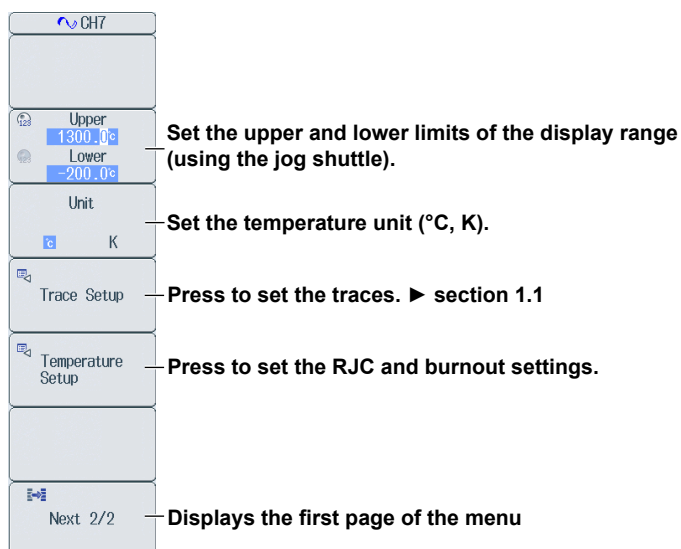 CH7
Upper
1300.0°C
Lower
-200.0°C
Set the upper and lower limits of the display range
(using the jog shuttle).
Unit
°C K
Set the temperature unit (°C, K).
Trace Setup
Press to set the traces. ► section 1.1
Temperature
Setup
Press to set the RJC and burnout settings.
Next 2/2
Displays the first page of the menu